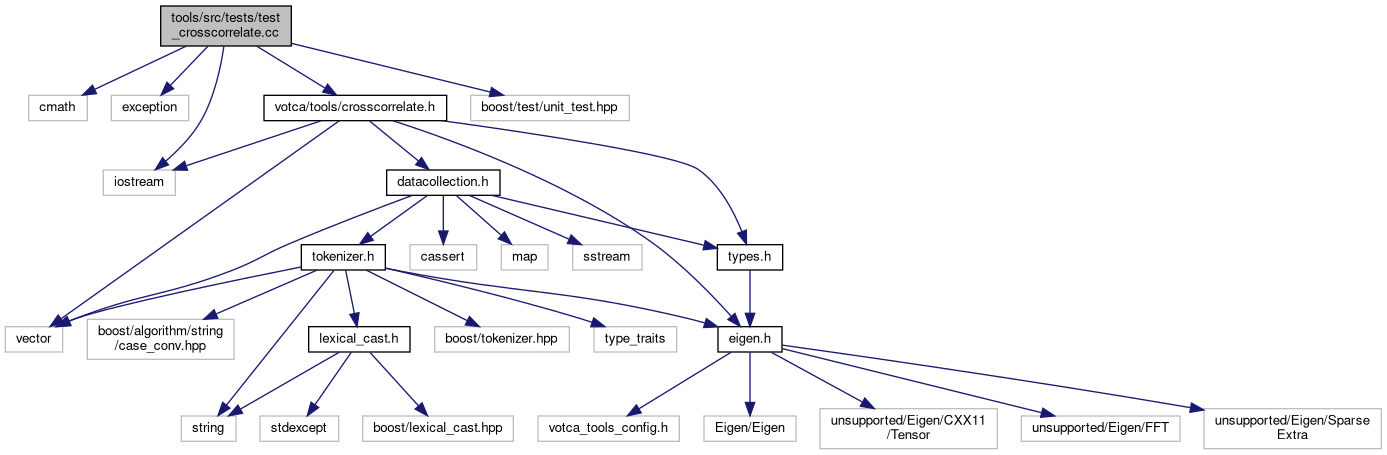 tools/src/tests/test
_crosscorrelate.cc
cmath
exception
votca/tools/crosscorrelate.h
boost/test/unit_test.hpp
iostream
datacollection.h
tokenizer.h
cassert
map
sstream
types.h
vector
boost/algorithm/string
/case_conv.hpp
lexical_cast.h
boost/tokenizer.hpp
type_traits
eigen.h
string
stdexcept
boost/lexical_cast.hpp
votca_tools_config.h
Eigen/Eigen
unsupported/Eigen/CXX11
/Tensor
unsupported/Eigen/FFT
unsupported/Eigen/Sparse
Extra